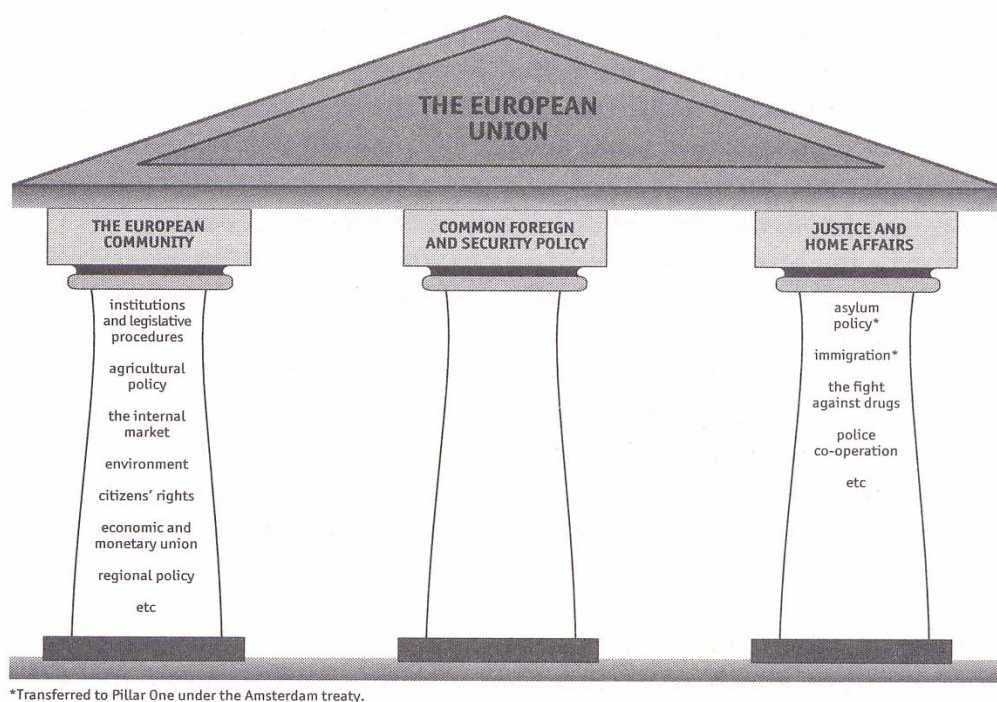 THE EUROPEAN
UNION
THE EUROPEAN
COMMUNITY
institutions
and legislative
procedures
agricultural
policy
the internal
market
environment
citizens' rights
economic and
monetary union
regional policy
etc
COMMON FOREIGN
AND SECURITY POLICY
JUSTICE AND
HOME AFFAIRS
asylum
policy*
immigration*
the fight
against drugs
police
co-operation
etc
*Transferred to Pillar One under the Amsterdam treaty.